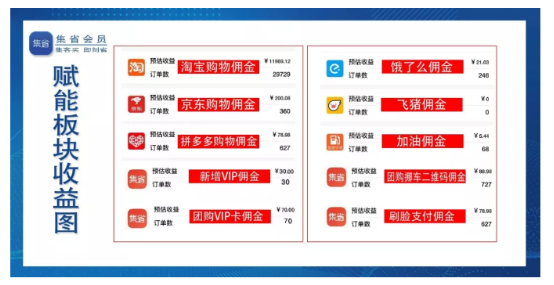 集省
集省会员
集客来 即刻省
赋能板块收益图
淘
预估收益
淘宝购物佣金
¥11969.12
订单数
29729
预估收益
京东购物佣金
订单数
360
预估收益
拼多多购物佣金
¥78.98
订单数
627
集省
预估收益
新增VIP佣金
¥30.00
订单数
30
集省
预估收益
团购VIP卡佣金
¥70.00
订单数
70
预估收益
饿了么佣金
¥21.03
订单数
246
预估收益
飞猪佣金
¥0
订单数
0
预估收益
加油佣金
¥5.44
订单数
68
集省
预估收益
团购挪车二维码佣金
订单数
727
集省
预估收益
刷脸支付佣金
¥78.98
订单数
627